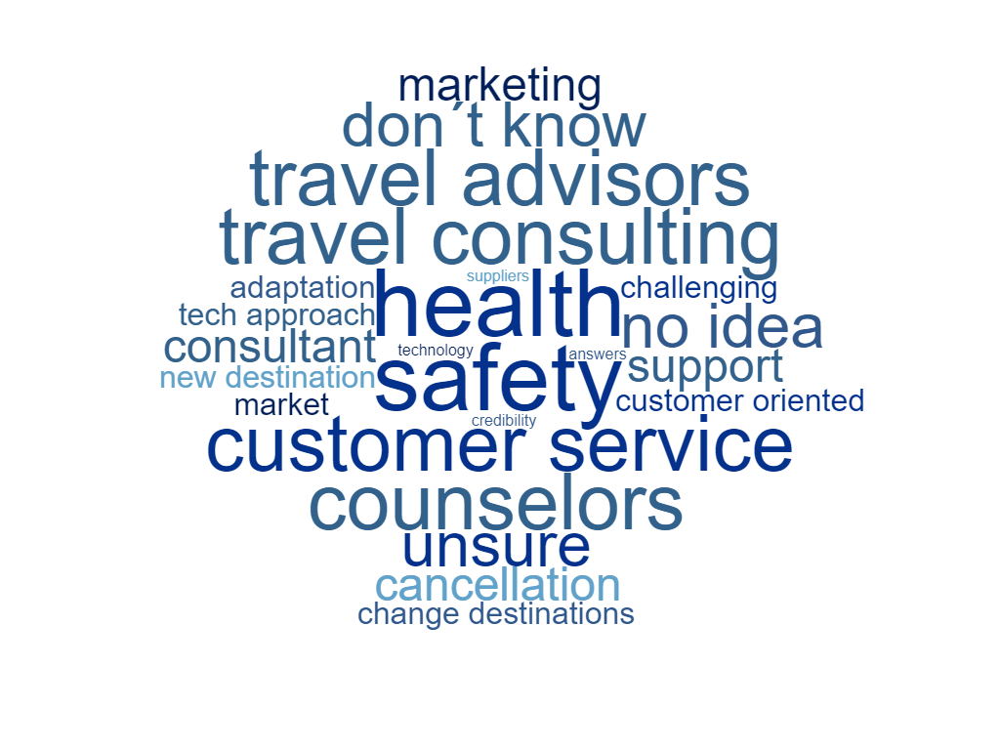 marketing
don´t know
travel advisors
travel consulting
suppliers
adaptation
health
challenging
tech approach
no idea
consultant
technology
answers
support
new destination
safety
market
customer oriented
credibility
customer service
counselors
unsure
cancellation
change destinations